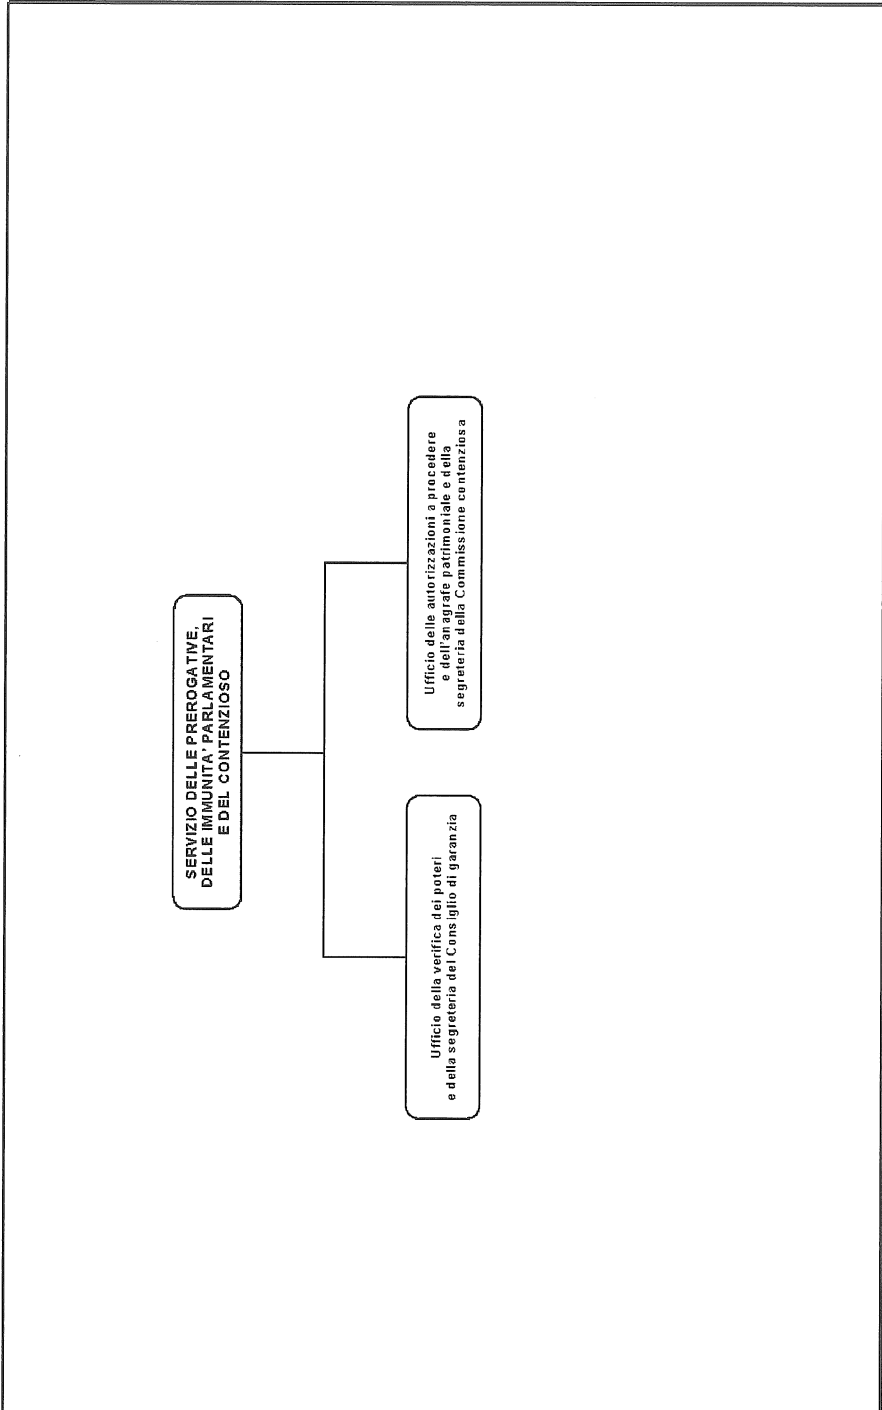 SERVIZIO DELLE PREROGATIVE,
DELLE IMMUNITA' PARLAMENTARI
E DEL CONTENZIOSO
Ufficio della verifica dei poteri
e della segreteria del Consiglio di garanzia
Ufficio delle autorizzazioni a procedere
e dell'anagrafe patrimoniale e della
segreteria della Commissione contenziosa